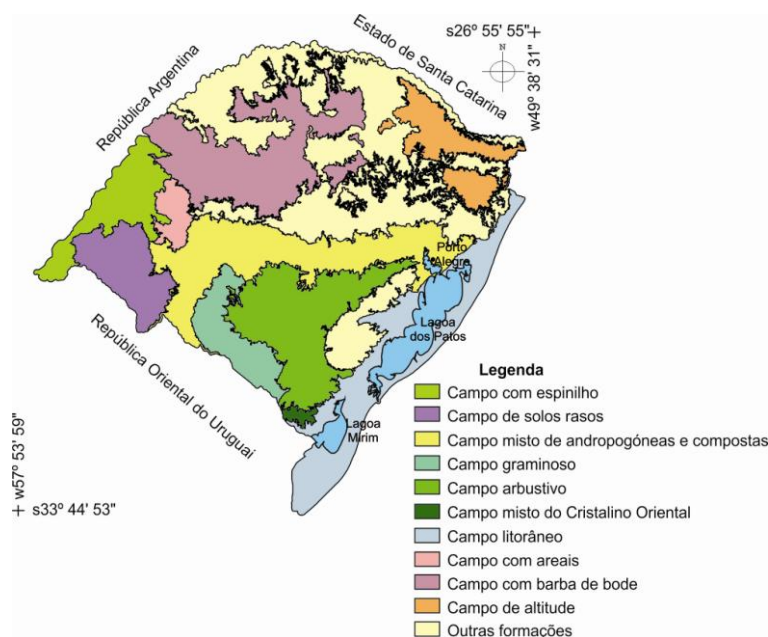 s26º 55' 55"
w49º 38' 31"
N
Estado de Santa Catarina
República Argentina
Porto
Alegre
Lagoa
dos Patos
República Oriental do Uruguai
Lagoa
Mirim
w57º 53' 59"
s33º 44' 53"
Legenda
Campo com espinilho
Campo de solos rasos
Campo misto de andropogóneas e compostas
Campo graminoso
Campo arbustivo
Campo misto do Cristalino Oriental
Campo litorâneo
Campo com areais
Campo com barba de bode
Campo de altitude
Outras formações